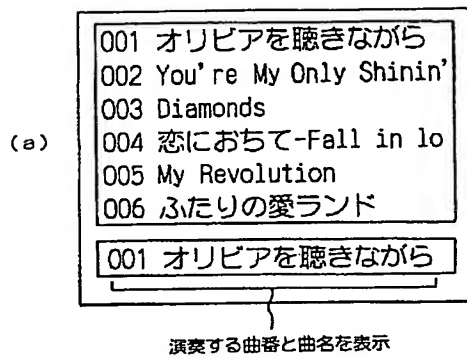 (a)
001 オリビアを聴きながら
002 You're My Only Shinin'
003 Diamonds
004 恋におちて-Fall in lo
005 My Revolution
006 ふたりの愛ランド
001 オリビアを聴きながら
演奏する曲番と曲名を表示